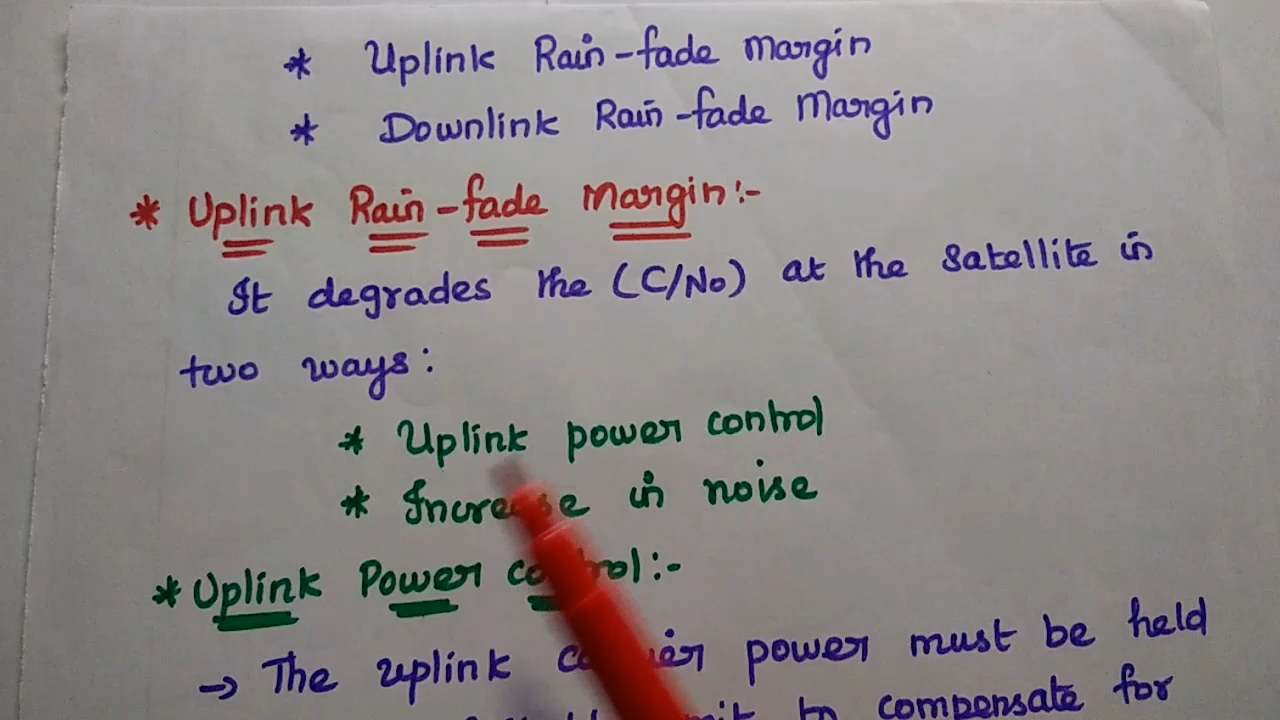 * Uplink Rain-fade Margin
* Downlink Rain-fade Margin
* Uplink Rain-fade Margin:-
It degrades the (C/No) at the satellite in
two ways:
* Uplink power control
* Increase in noise
* Uplink Power control:-
→ The uplink carrier power must be held
to compensate for